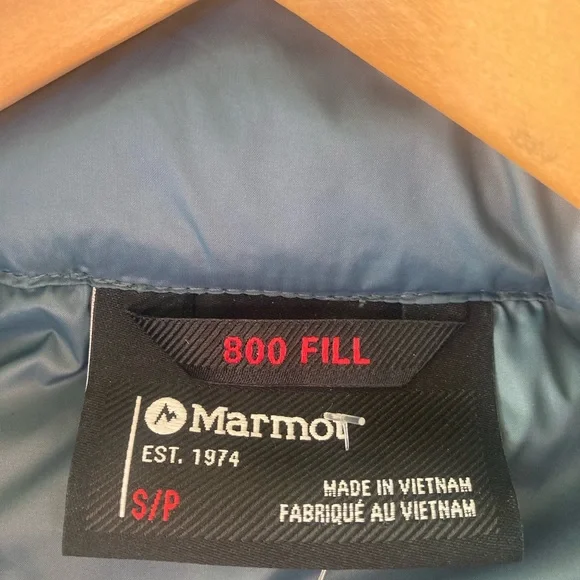 800 FILL
Marmot
EST. 1974
S/P
MADE IN VIETNAM
FABRIQUÉ AU VIETNAM